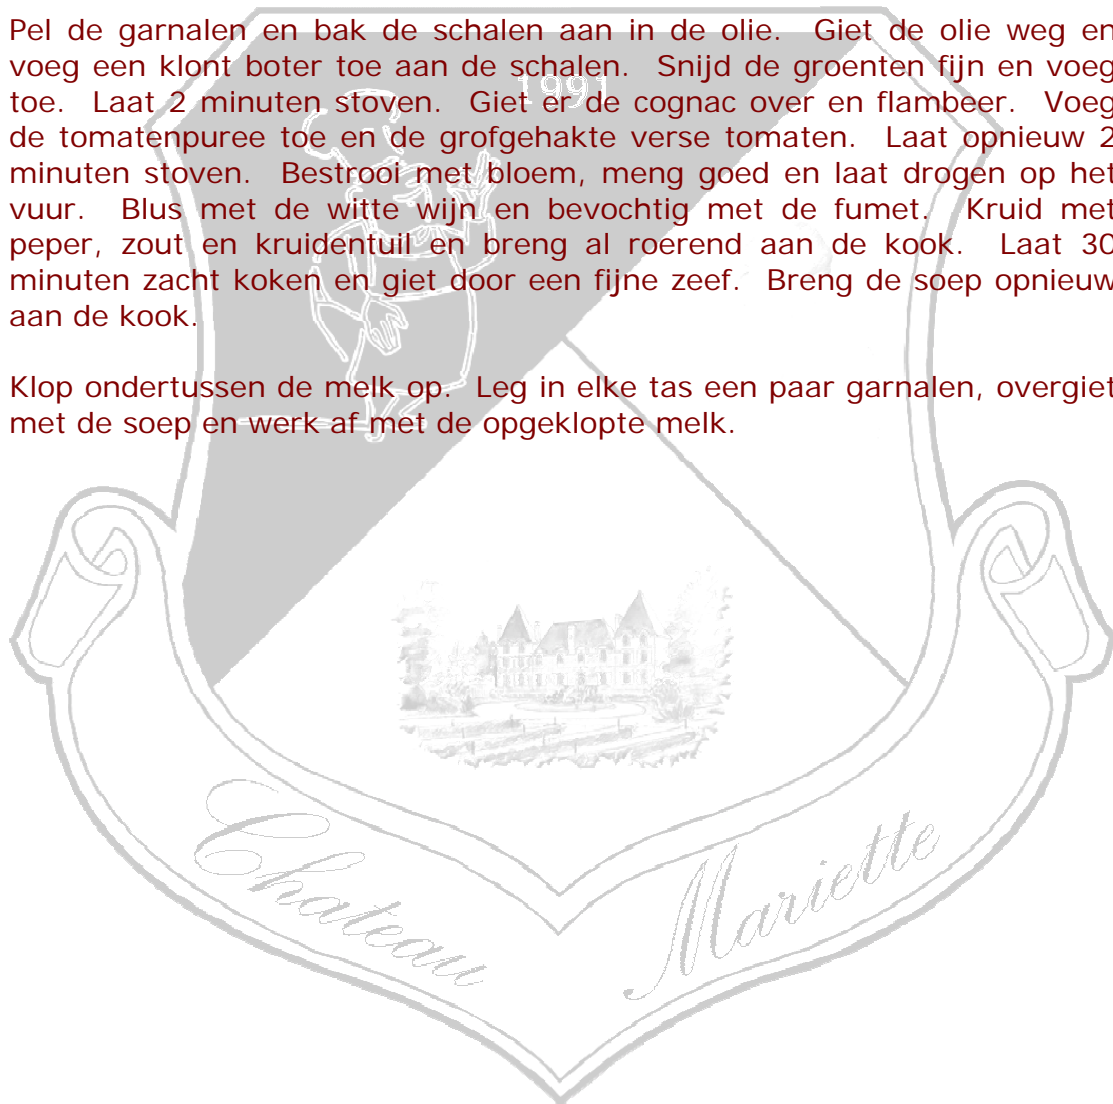 Pel de garnalen en bak de schalen aan in de olie. Giet de olie weg en
voeg een klont boter toe aan de schalen. Snijd de groenten fijn en voeg
toe. Laat 2 minuten stoven. Giet er de cognac over en flambeer. Voeg
de tomatenpuree toe en de grofgehakte verse tomaten. Laat opnieuw 2
minuten stoven. Bestrooi met bloem, meng goed en laat drogen op het
vuur. Blus met de witte wijn en bevochtig met de fumet. Kruid met
peper, zout en kruidentuil en breng al roerend aan de kook. Laat 30
minuten zacht koken en giet door een fijne zeef. Breng de soep opnieuw
aan de kook.
Klop ondertussen de melk op. Leg in elke tas een paar garnalen, overgiet
met de soep en werk af met de opgeklopte melk.
1991
Chateau Mariette